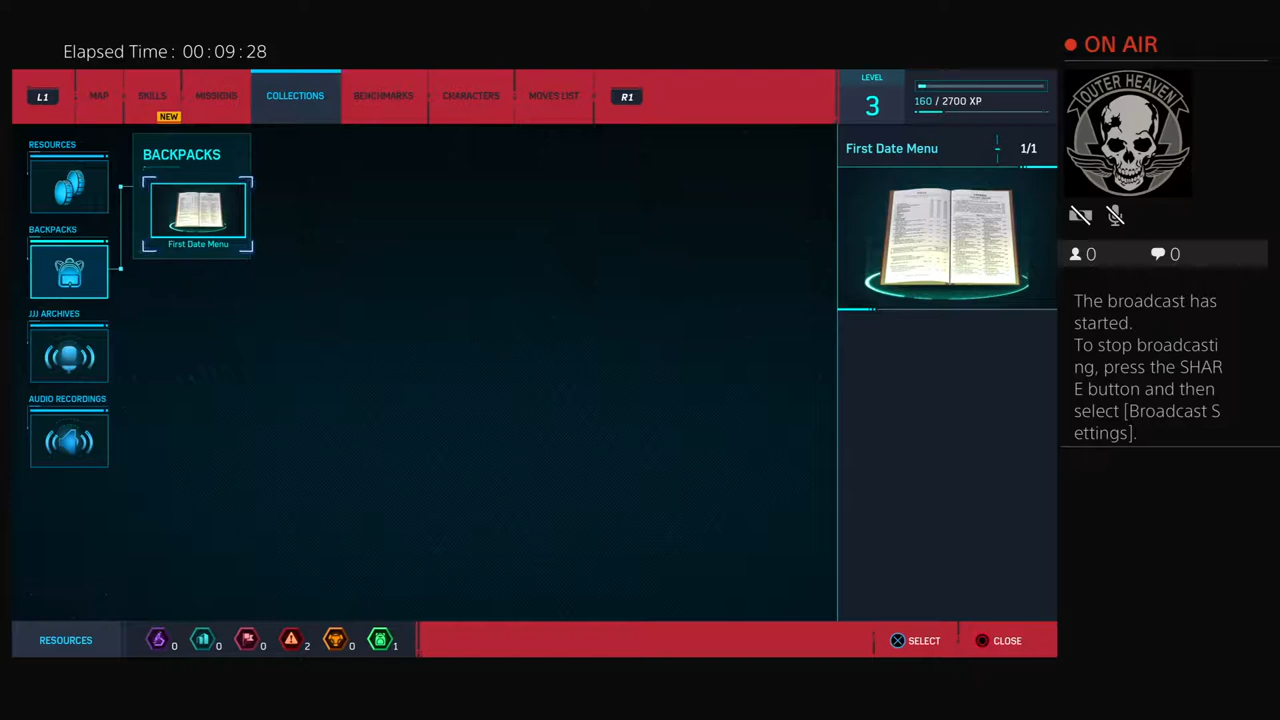 Elapsed Time : 00 : 09 : 28
ON AIR
L1
MAP
SKILLS
NEW
MISSIONS
COLLECTIONS
BENCHMARKS
CHARACTERS
MOVES LIST
R1
LEVEL
3
160 / 2700 XP
RESOURCES
BACKPACKS
JJJ ARCHIVES
AUDIO RECORDINGS
BACKPACKS
First Date Menu
First Date Menu
1/1
OUTER HEAVEN
0
0
The broadcast has
started.
To stop broadcasti
ng, press the SHAR
E button and then
select [Broadcast S
ettings].
RESOURCES
0
0
0
2
0
1
SELECT
CLOSE